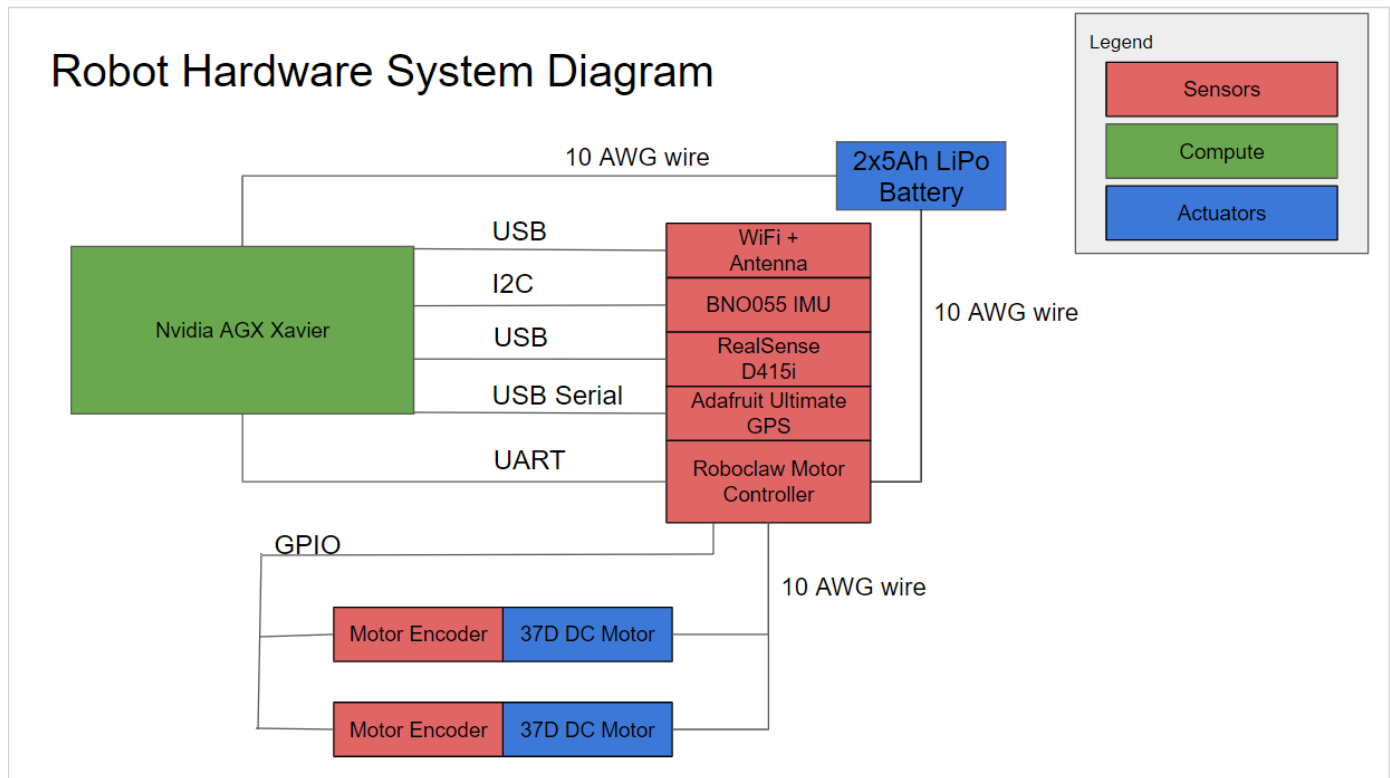 Robot Hardware System Diagram
Legend
Sensors
Compute
Actuators
10 AWG wire
2x5Ah LiPo
Battery
USB
WiFi +
Antenna
I2C
BNO055 IMU
10 AWG wire
Nvidia AGX Xavier
USB
RealSense
D415i
USB Serial
Adafruit Ultimate
GPS
UART
Roboclaw Motor
Controller
GPIO
10 AWG wire
Motor Encoder
37D DC Motor
Motor Encoder
37D DC Motor